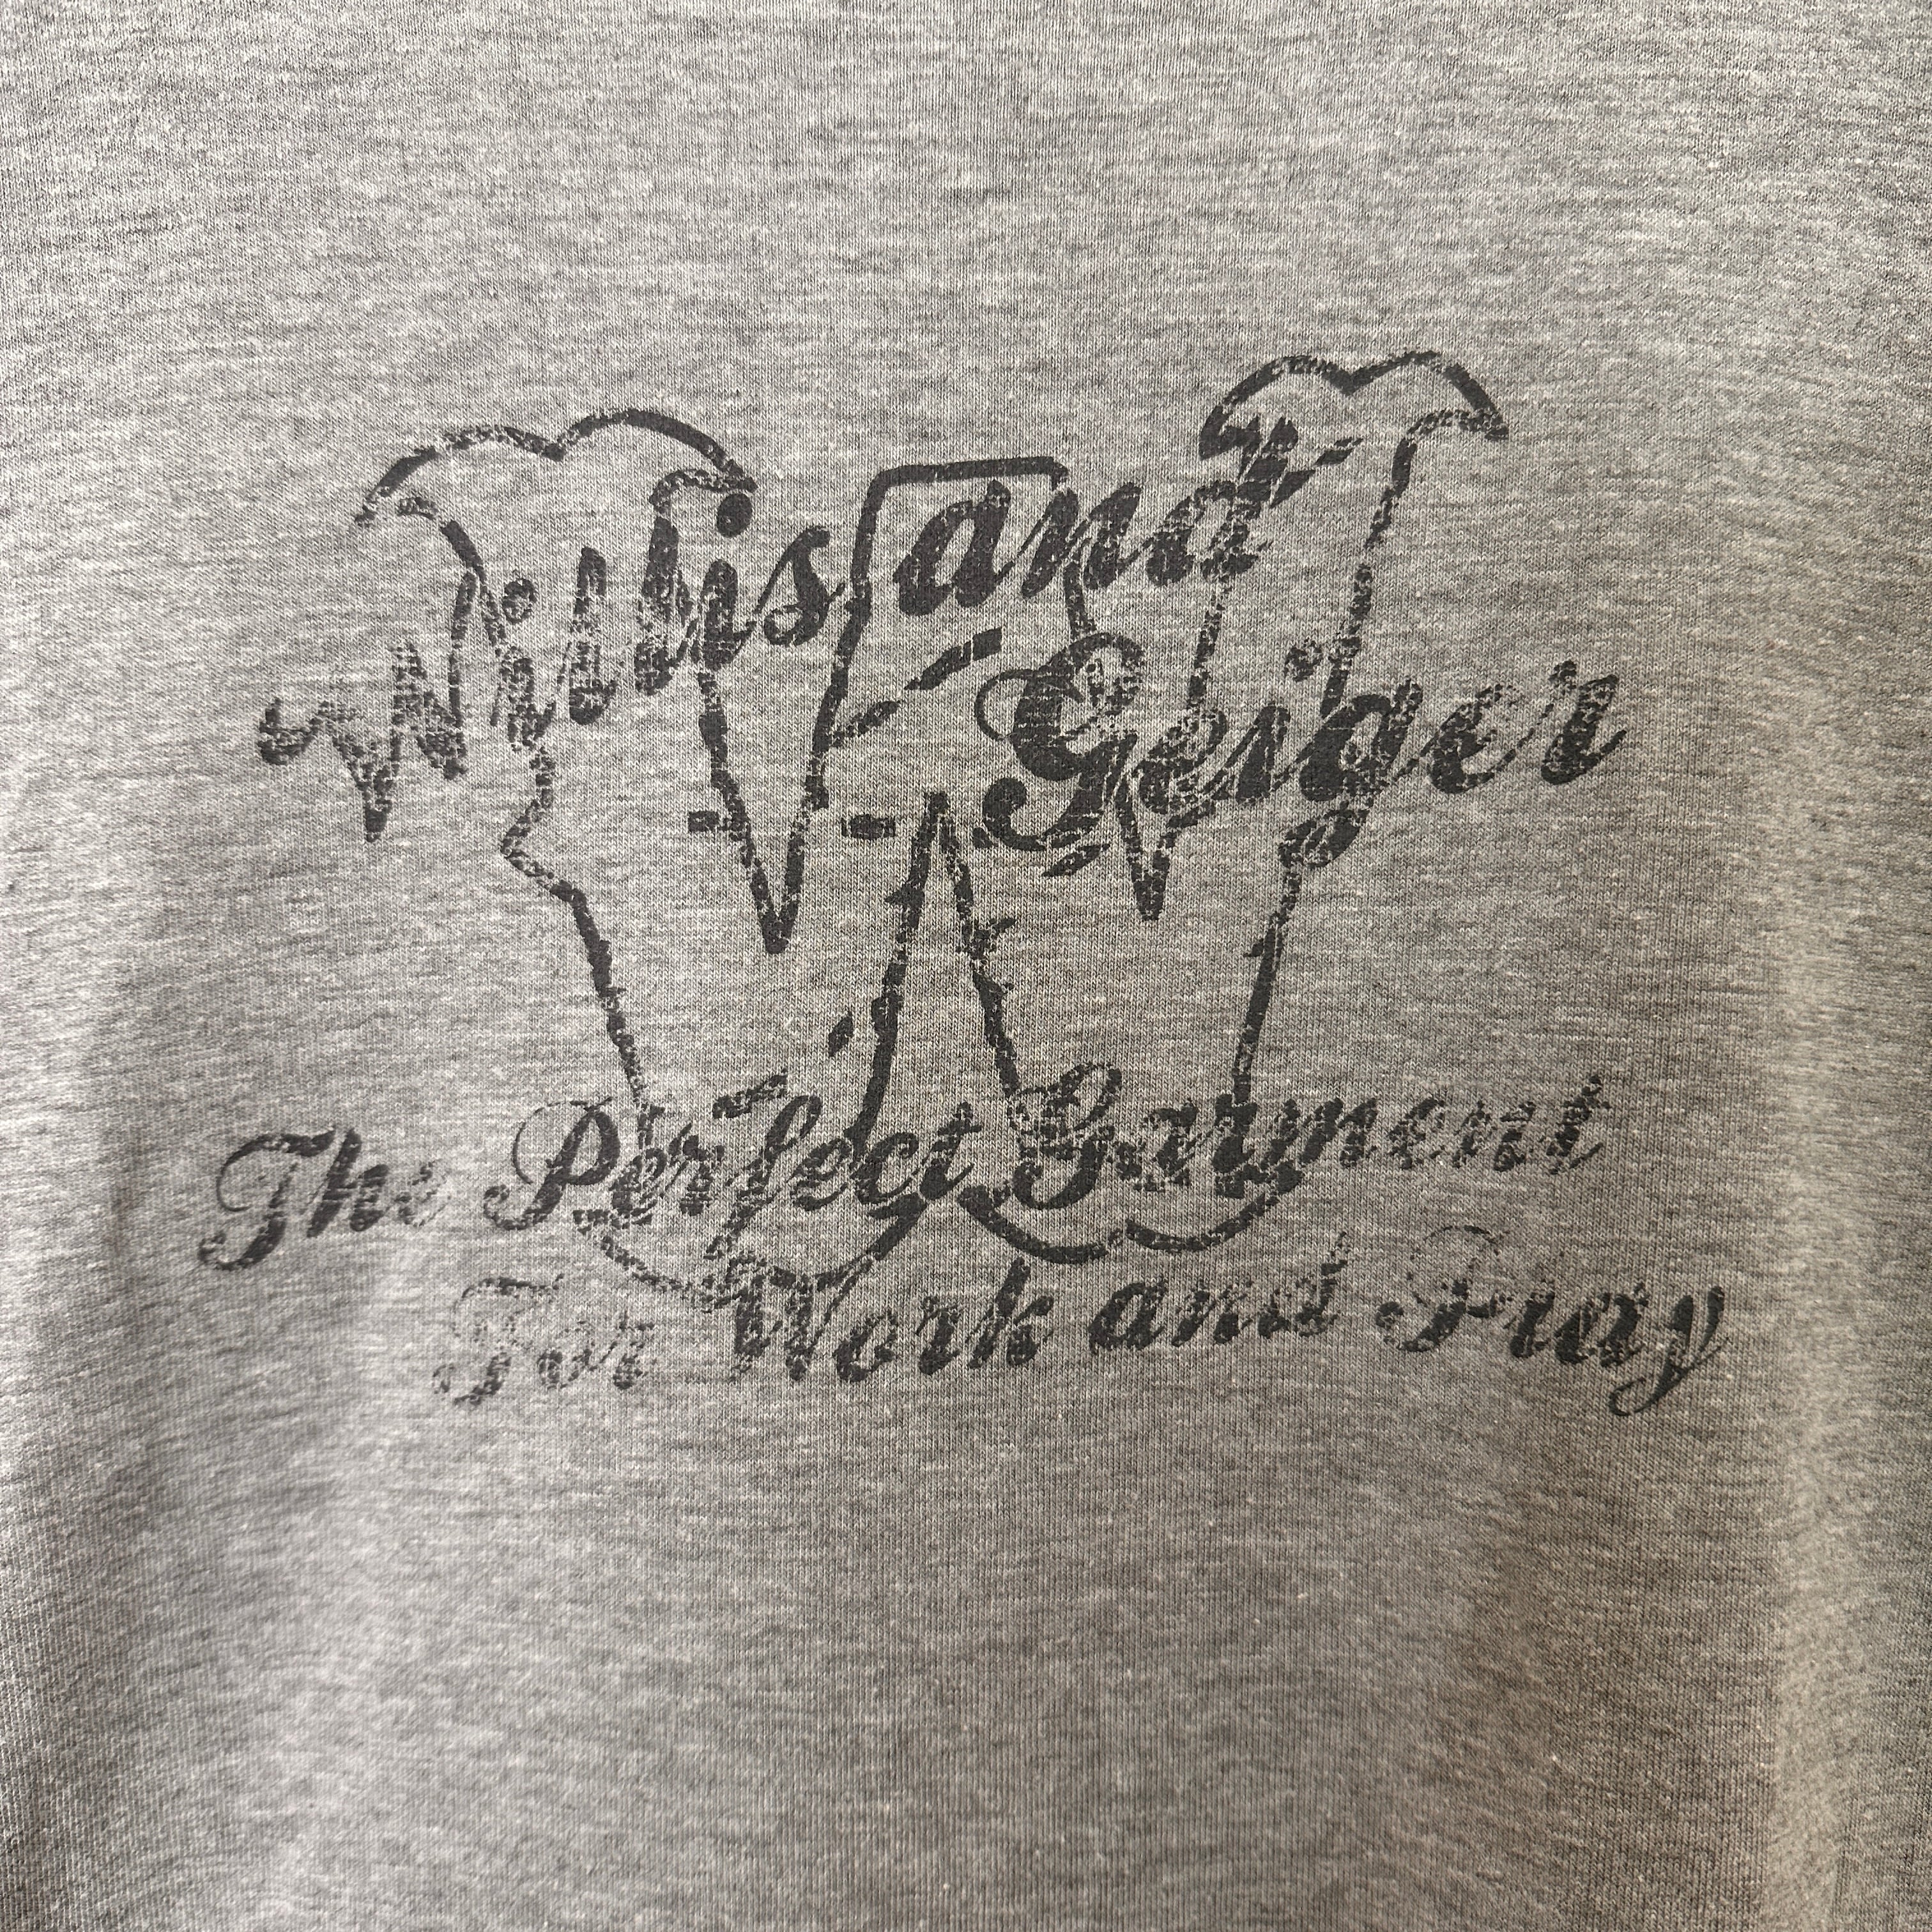 Willis and
Geiger
The Perfect Garment
For Work and Play